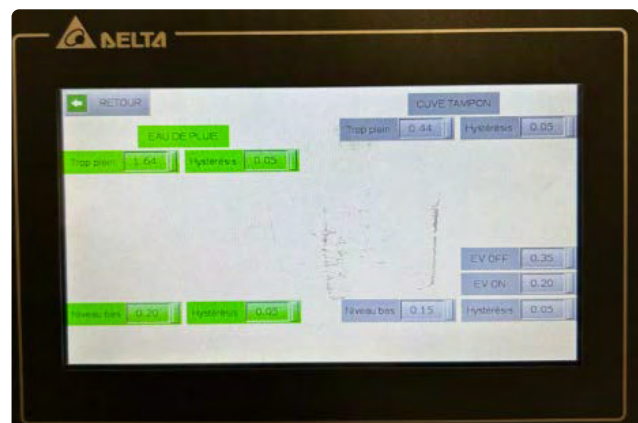 DELTA
RETOUR
CUVE TAMPON
Trop plein 0.44 Hystérésis 0.05
EAU DE PLUIE
Trop plein 1.64 Hystérésis 0.05
EV OFF 0.35
EV ON 0.20
Niveau bas 0.20 Hystérésis 0.05
Niveau bas 0.15 Hystérésis 0.05